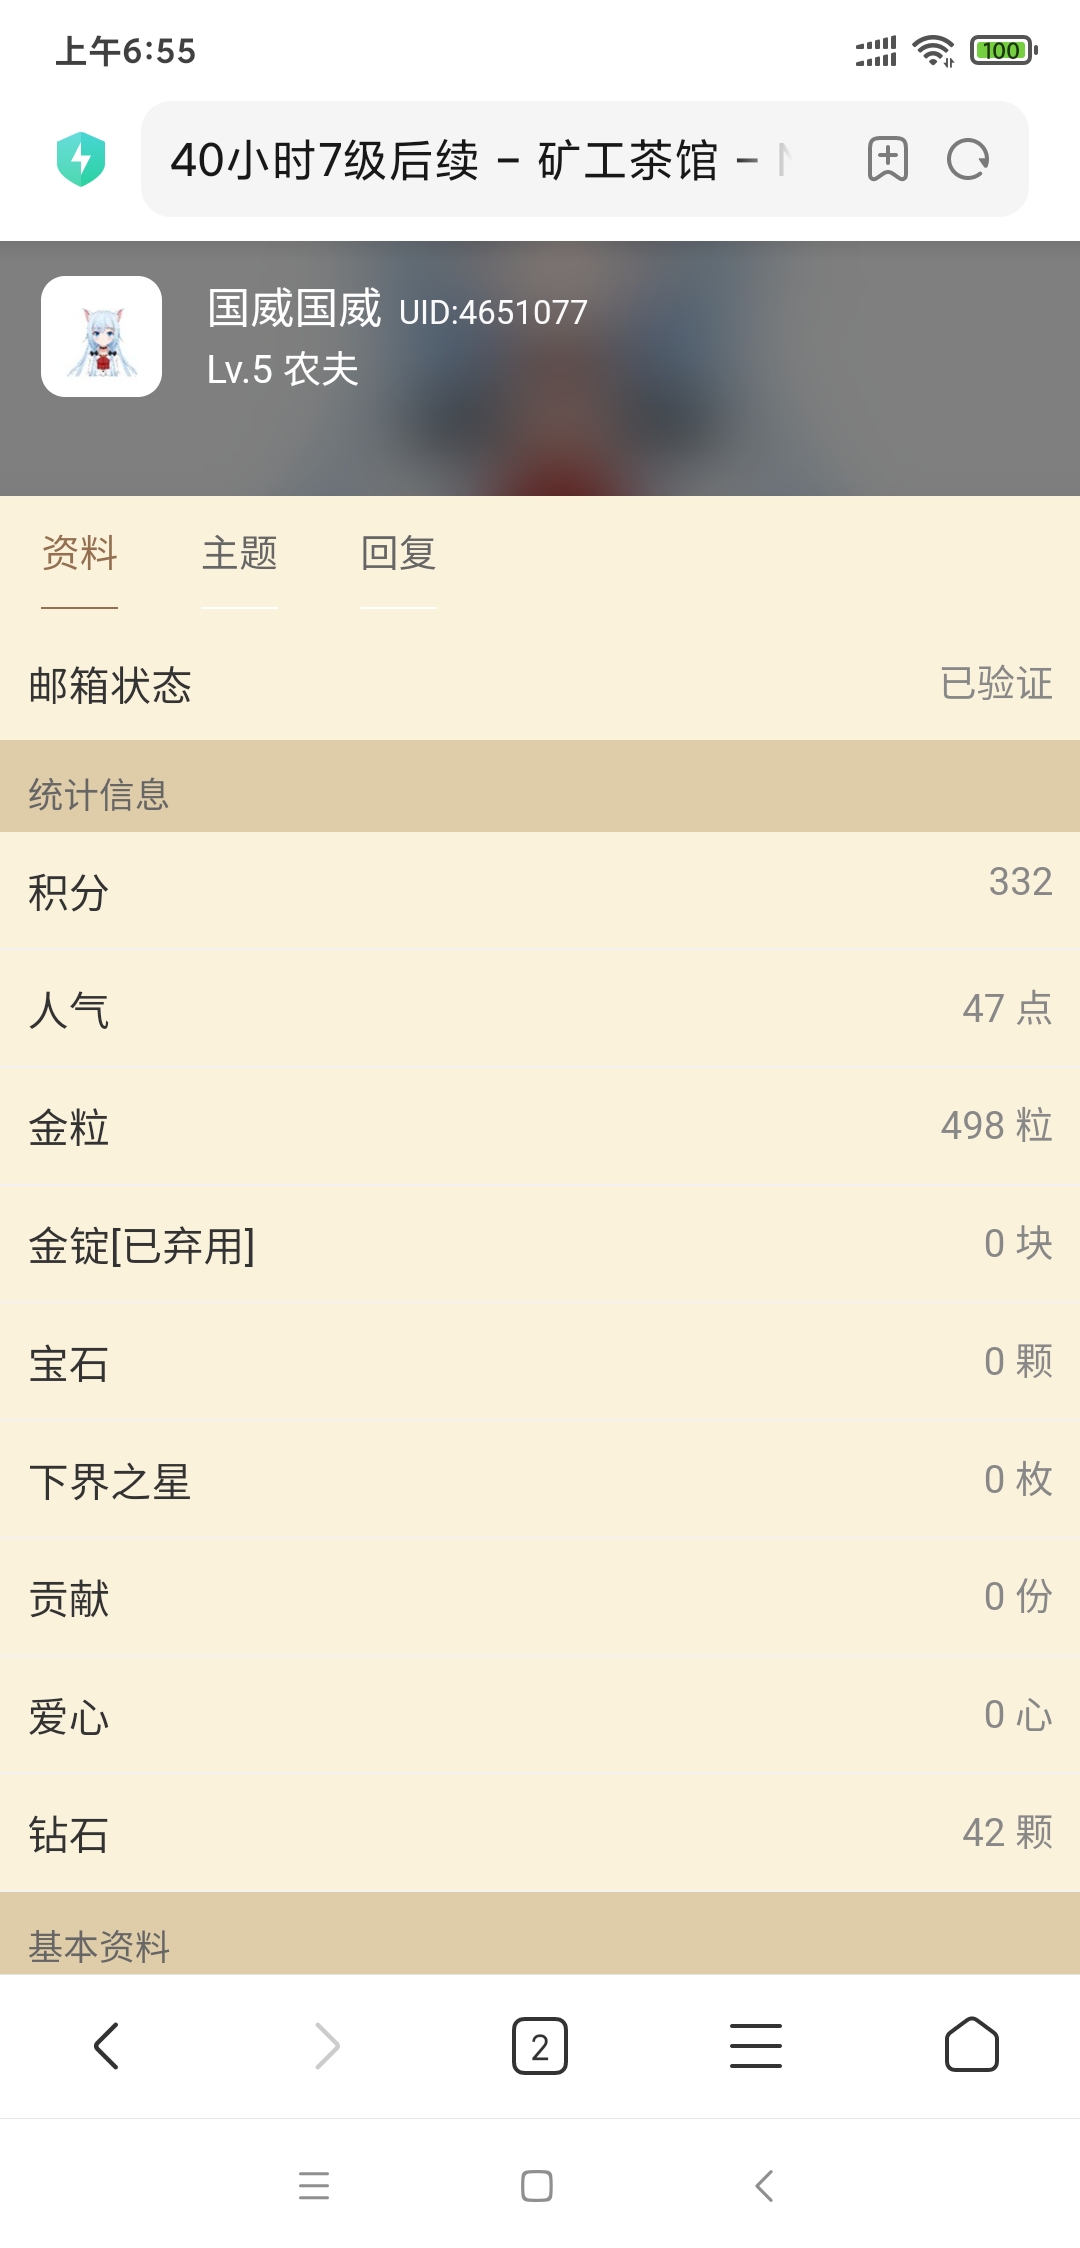 上午6:55
100
40小时7级后续 - 矿工茶馆 -
国威国威 UID:4651077
Lv.5 农夫
资料 主题 回复
邮箱状态 已验证
统计信息
积分 332
人气 47 点
金粒 498 粒
金锭[已弃用] 0 块
宝石 0 颗
下界之星 0 枚
贡献 0 份
爱心 0 心
钻石 42 颗
基本资料
2